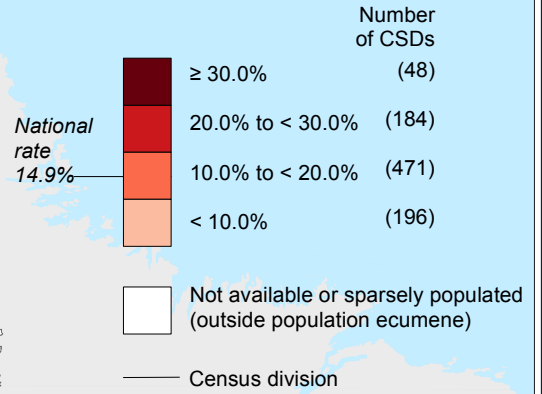 Number
of CSDs
≥ 30.0% (48)
20.0% to < 30.0% (184)
National
rate
14.9%
10.0% to < 20.0% (471)
< 10.0% (196)
Not available or sparsely populated
(outside population ecumene)
Census division